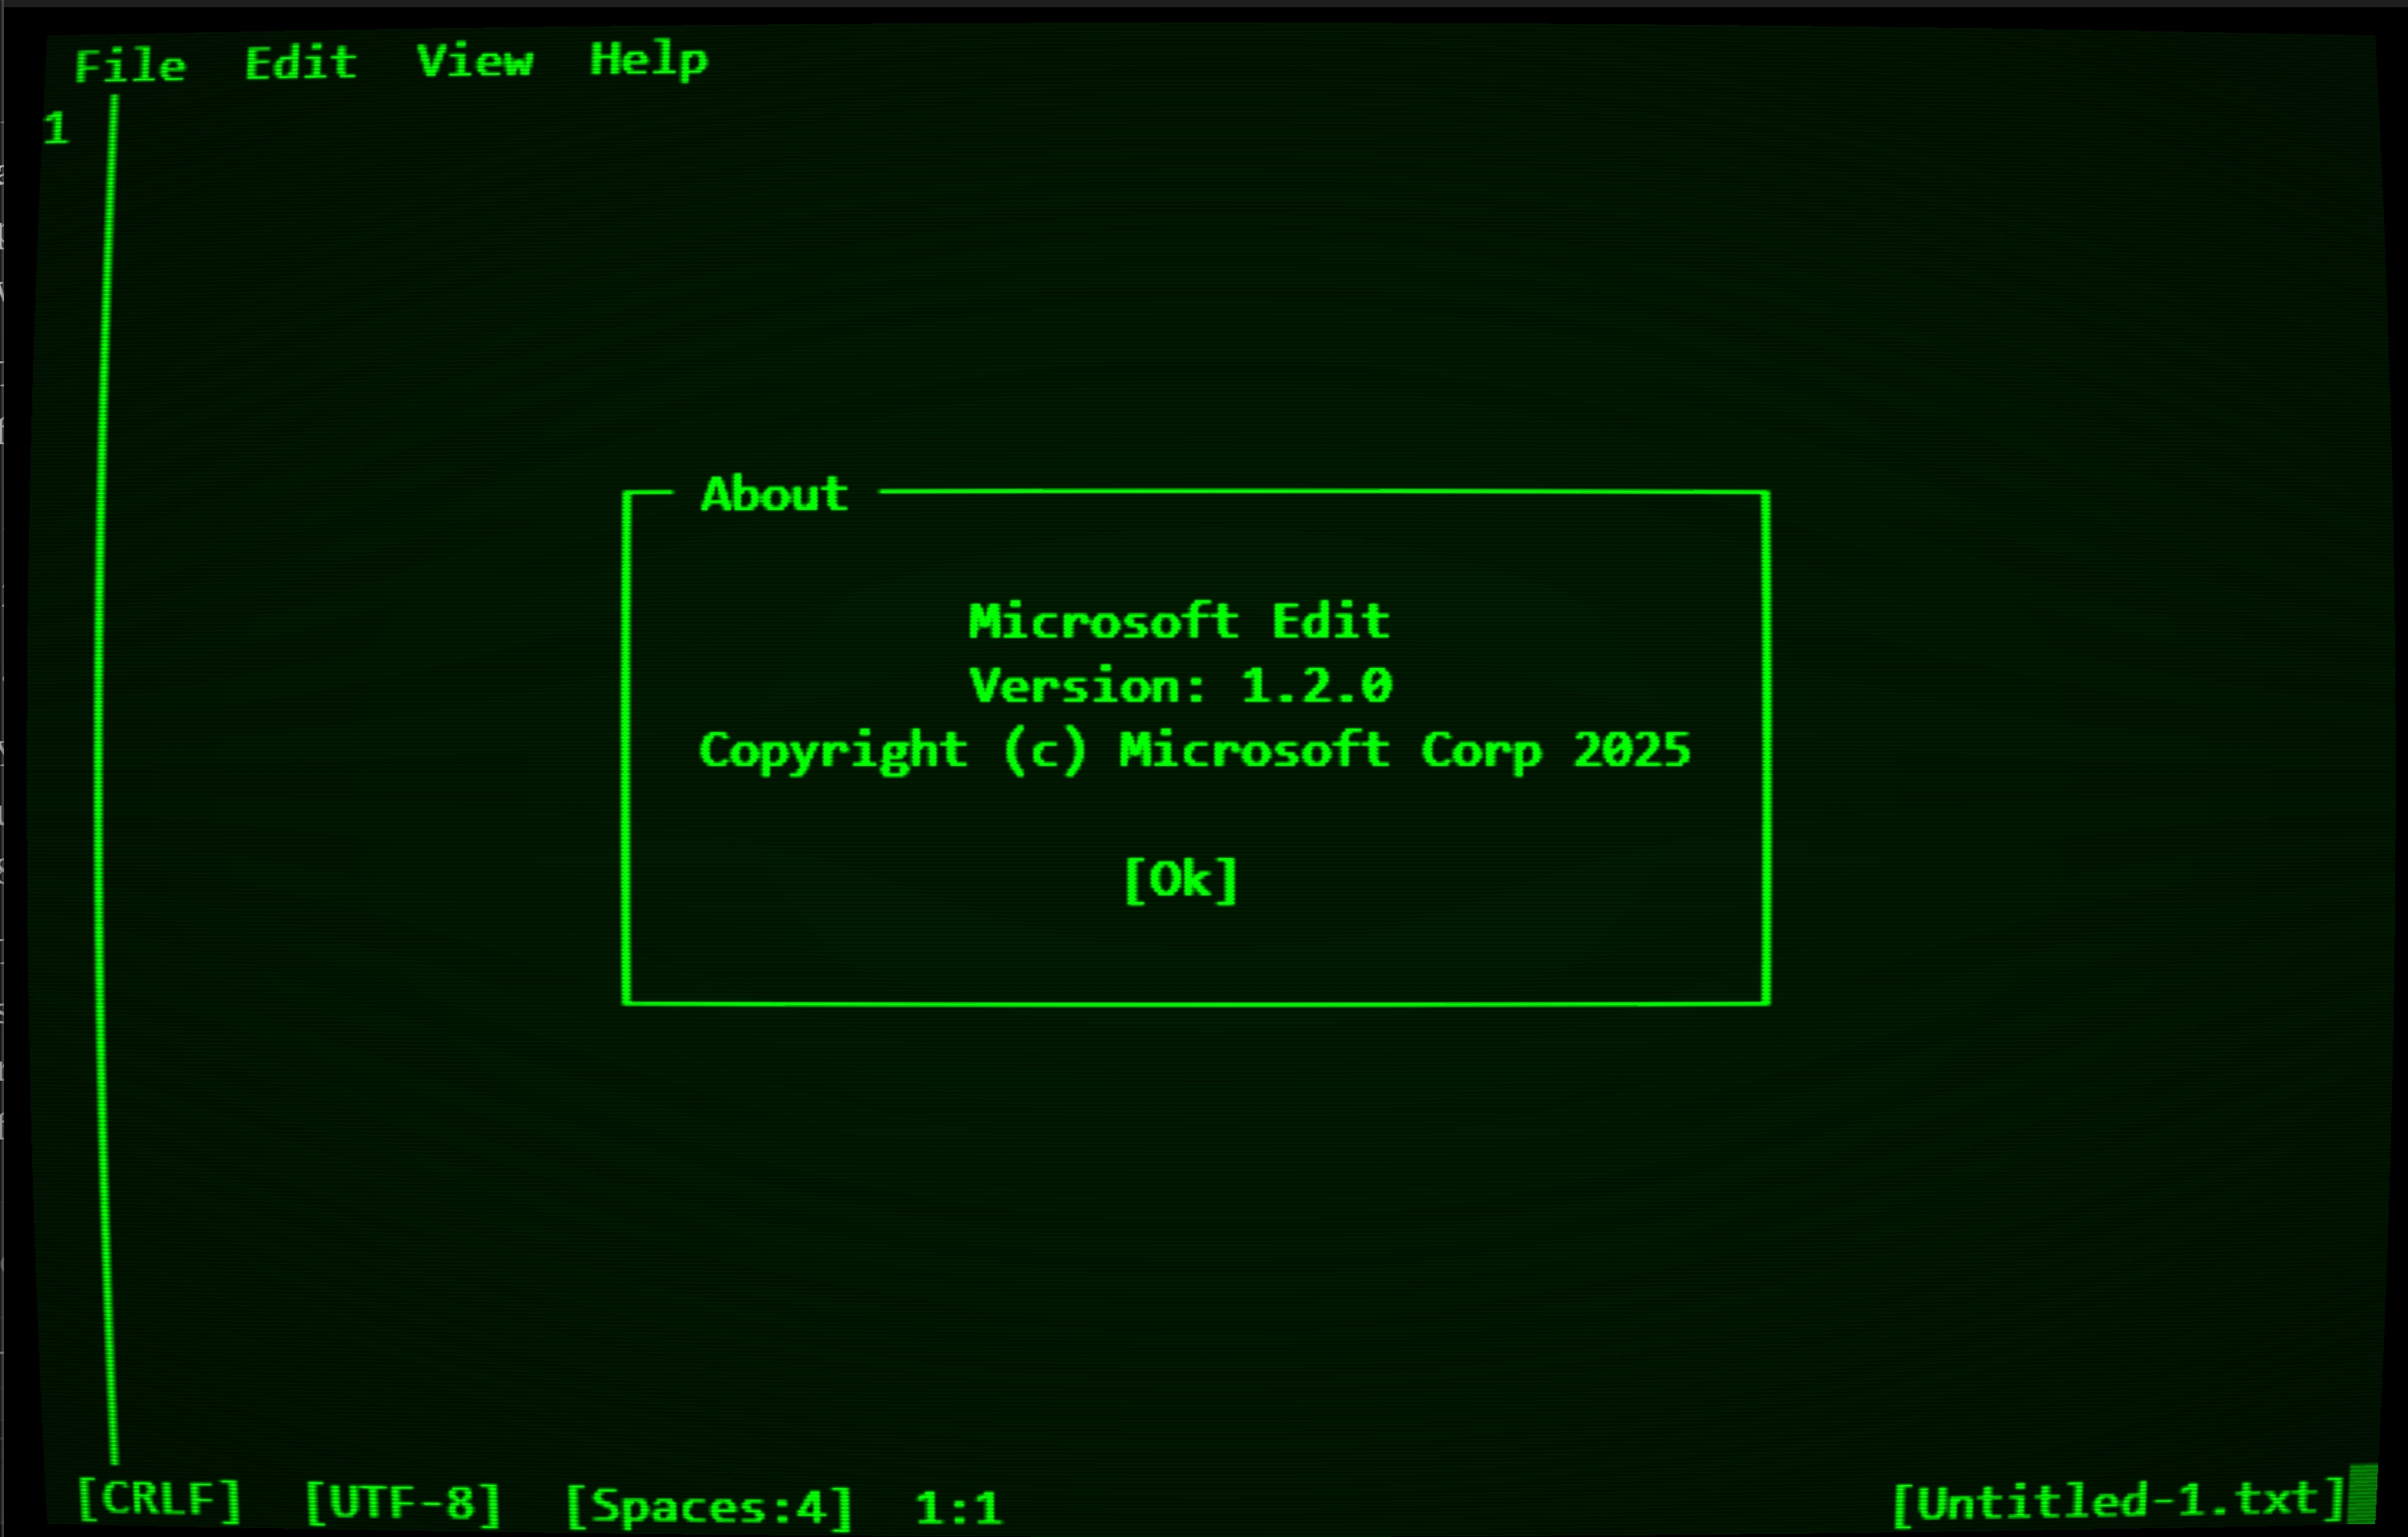 File Edit View Help
1
About
Microsoft Edit
Version: 1.2.0
Copyright (c) Microsoft Corp 2025
[Ok]
[CRLF] [UTF-8] [Spaces:4] 1:1 [Untitled-1.txt]